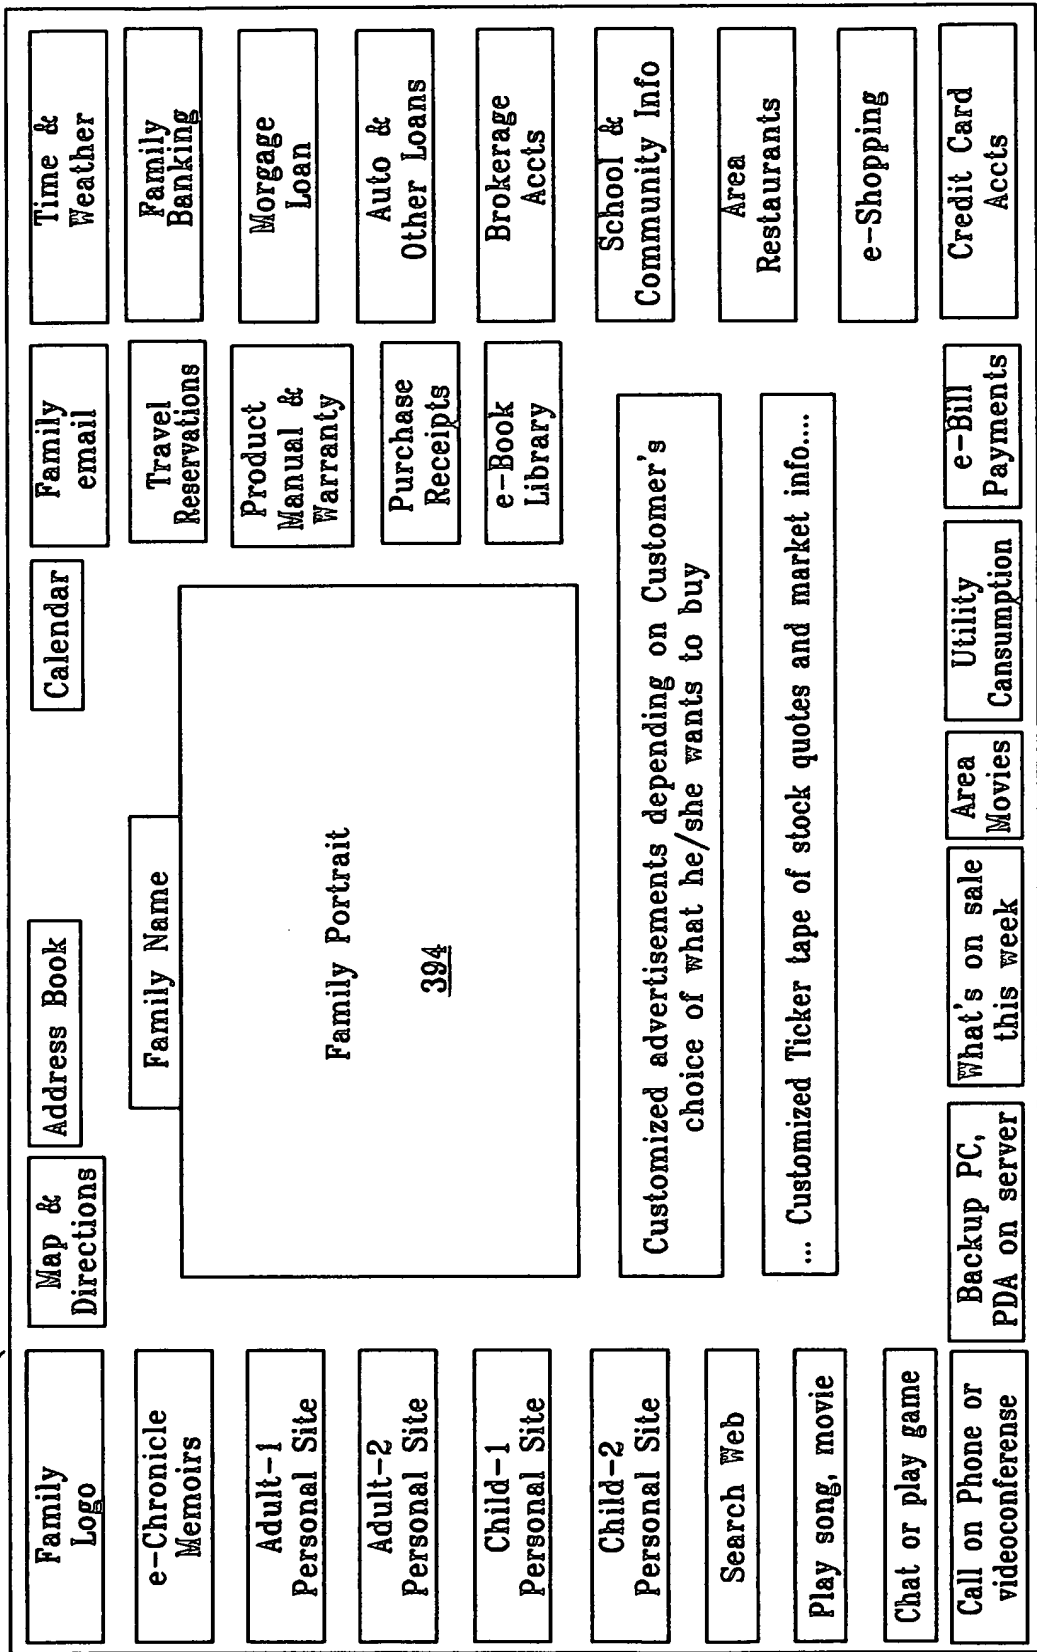 Family
Logo
Map &
Directions
Address Book
Calendar
Family
email
Time &
Weather
e-Chronicle
Memoirs
Family Name
Travel
Reservations
Family
Banking
Adult-1
Personal Site
Family Portrait
394
Product
Manual &
Warranty
Morgage
Loan
Adult-2
Personal Site
Purchase
Receipts
Auto &
Other Loans
Child-1
Personal Site
e-Book
Library
Brokerage
Accts
Child-2
Personal Site
Customized advertisements depending on Customer's
choice of what he/she wants to buy
School &
Community Info
Search Web
Area
Restaurants
Play song, movie
... Customized Ticker tape of stock quotes and market info....
e-Shopping
Chat or play game
Call on Phone or
videoconferense
Backup PC,
PDA on server
What's on sale
this week
Area
Movies
Utility
Cansumption
e-Bill
Payments
Credit Card
Accts